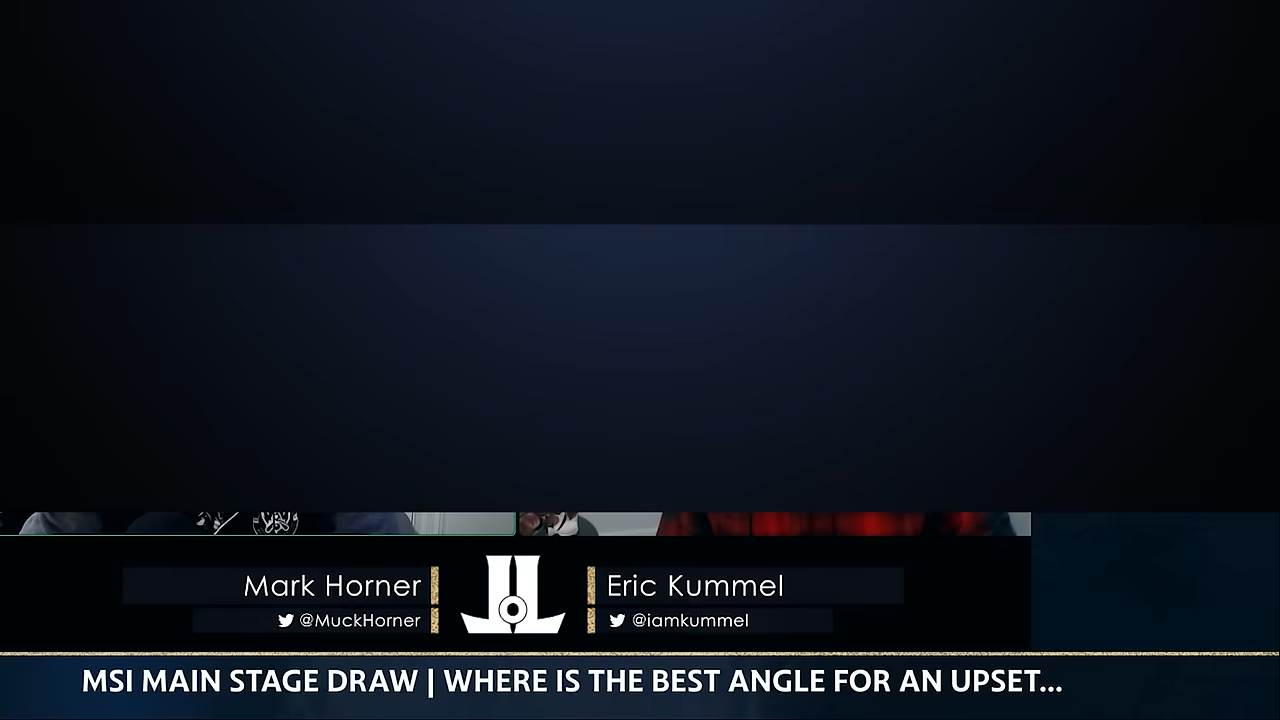 Mark Horner
@MuckHorner
Eric Kummel
@iamkummel
MSI MAIN STAGE DRAW | WHERE IS THE BEST ANGLE FOR AN UPSET...